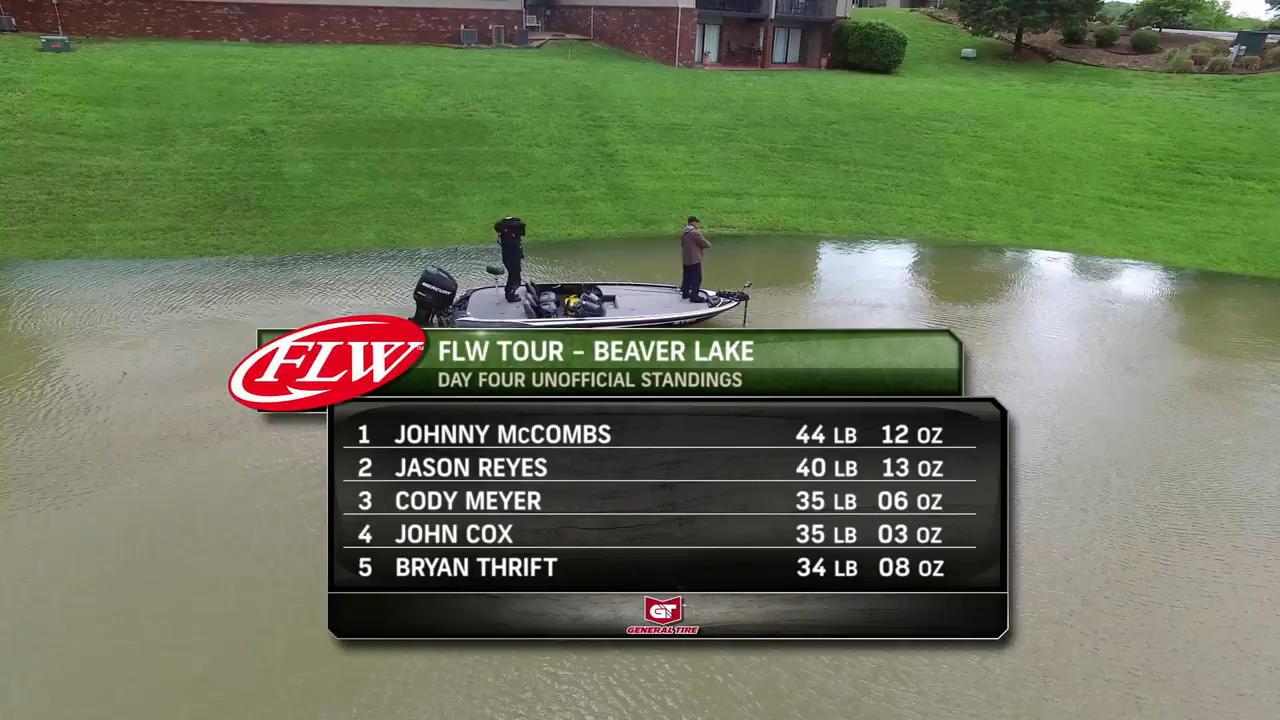 MERCURY
FLW
FLW TOUR – BEAVER LAKE
DAY FOUR UNOFFICIAL STANDINGS
1 JOHNNY McCOMBS 44 LB 12 OZ
2 JASON REYES 40 LB 13 OZ
3 CODY MEYER 35 LB 06 OZ
4 JOHN COX 35 LB 03 OZ
5 BRYAN THRIFT 34 LB 08 OZ
GT
GENERAL TIRE